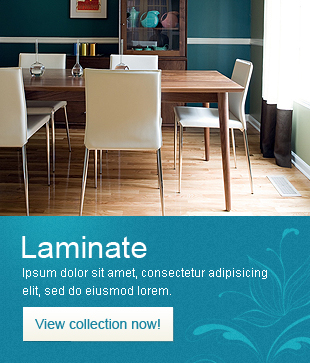 Laminate
Ipsum dolor sit amet, consectetur adipisicing
elit, sed do eiusmod lorem.
View collection now!